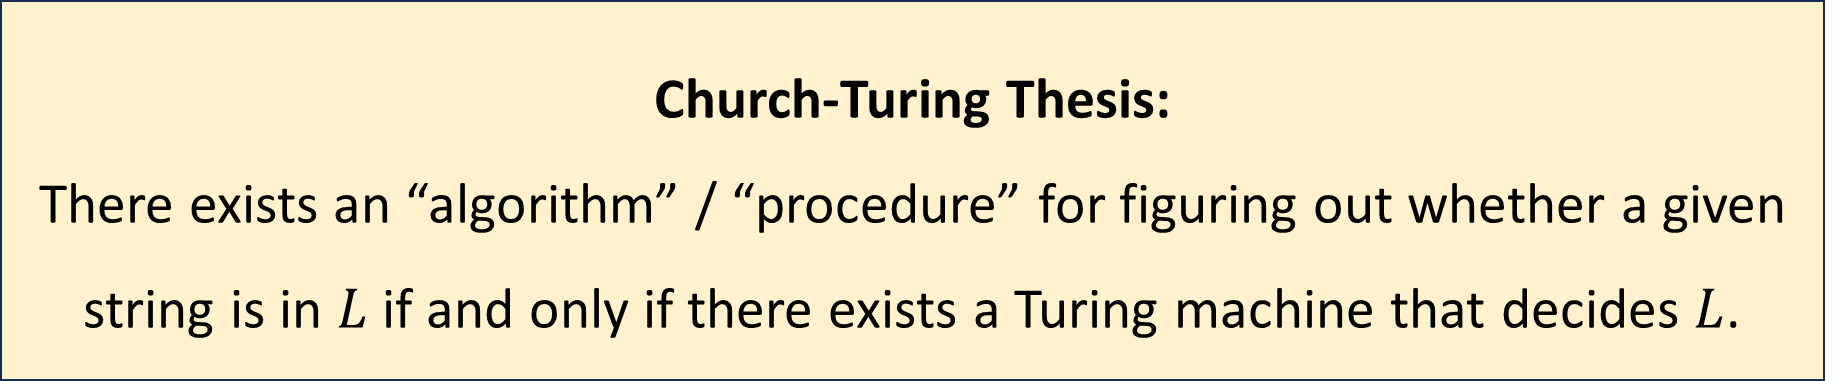 Church-Turing Thesis:
There exists an “algorithm” / “procedure” for figuring out whether a given
string is in 𝐿 if and only if there exists a Turing machine that decides 𝐿.